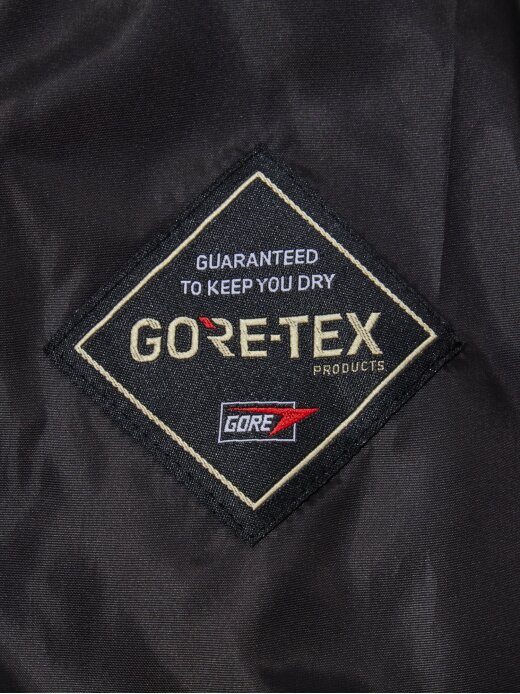 GUARANTEED
TO KEEP YOU DRY
GORE-TEX
PRODUCTS
GORE